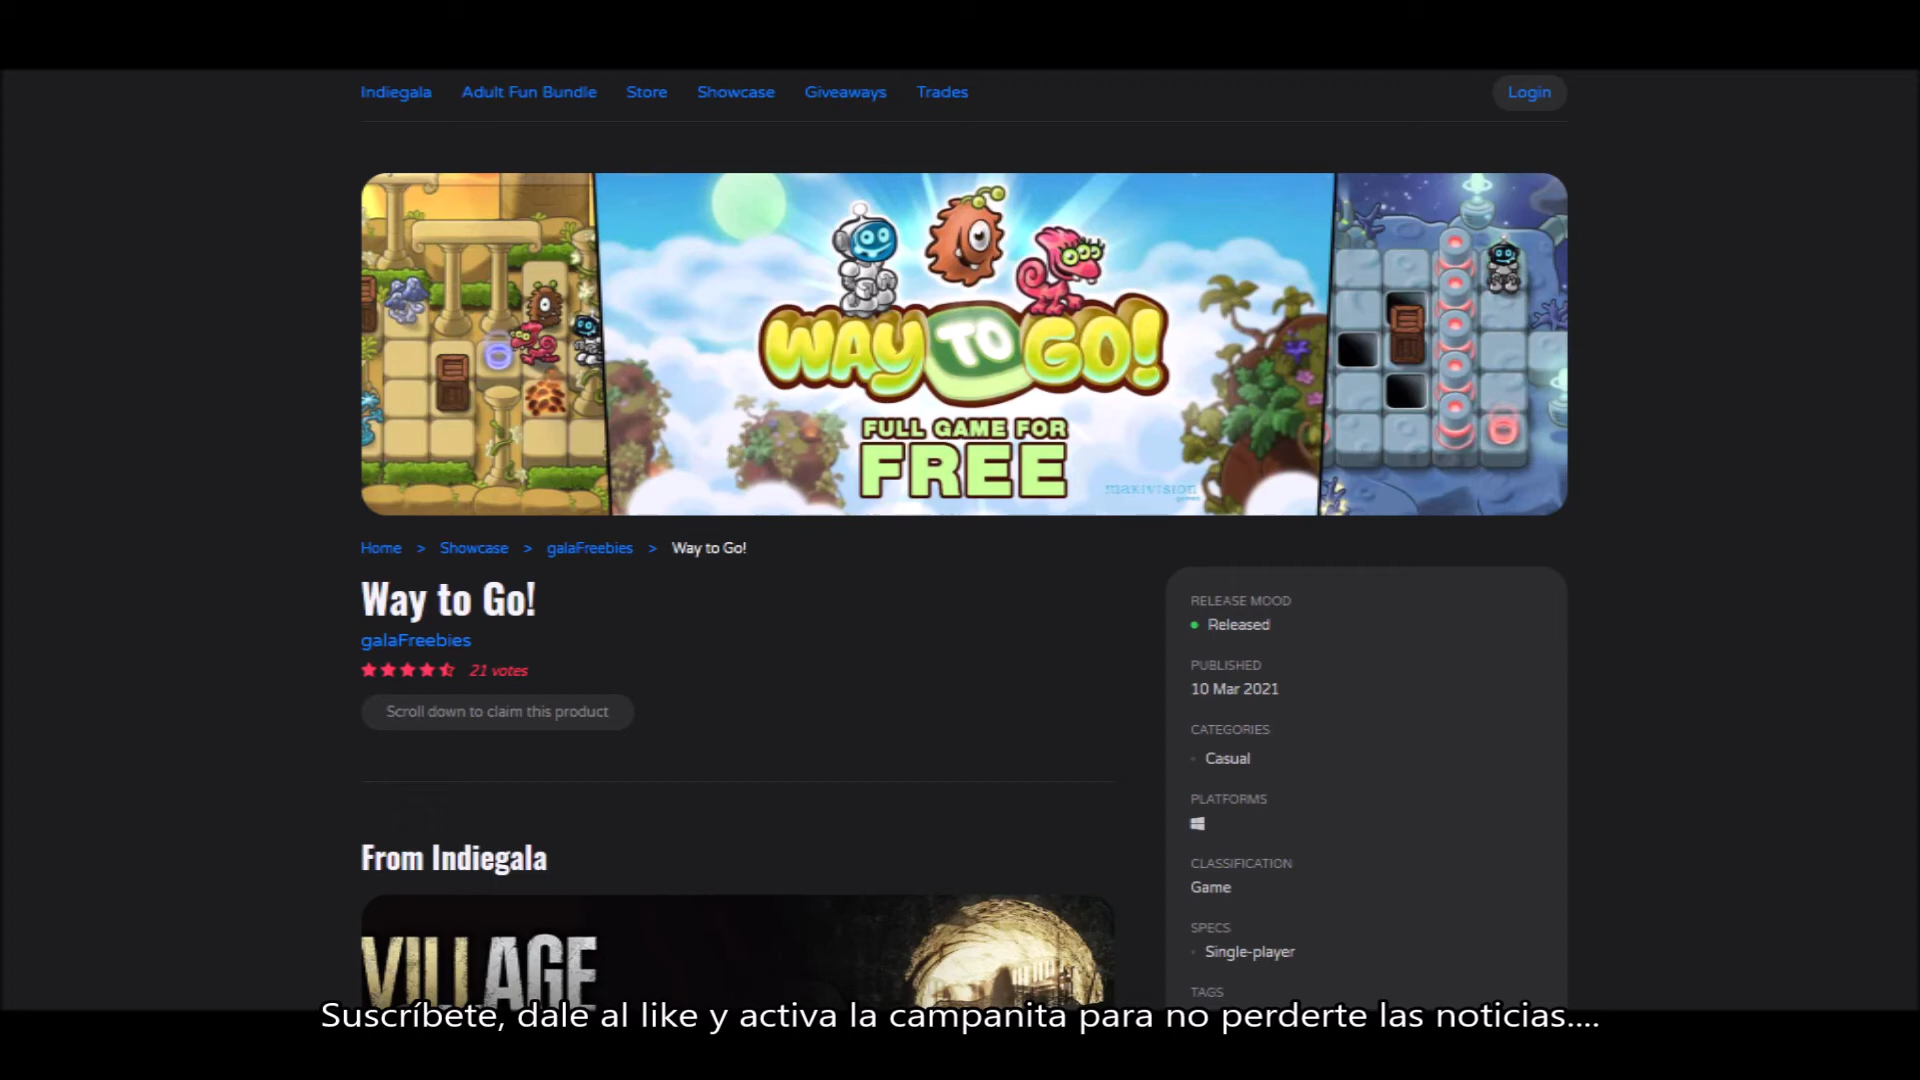 Indiegala Adult Fun Bundle Store Showcase Giveaways Trades Login
WAY TO GO!
FULL GAME FOR
FREE
makivision
games
Home > Showcase > galaFreebies > Way to Go!
Way to Go!
galaFreebies
21 votes
Scroll down to claim this product
RELEASE MOOD
Released
PUBLISHED
10 Mar 2021
CATEGORIES
Casual
PLATFORMS
CLASSIFICATION
Game
SPECS
Single-player
TAGS
From Indiegala
VILLAGE
Suscríbete, dale al like y activa la campanita para no perderte las noticias....